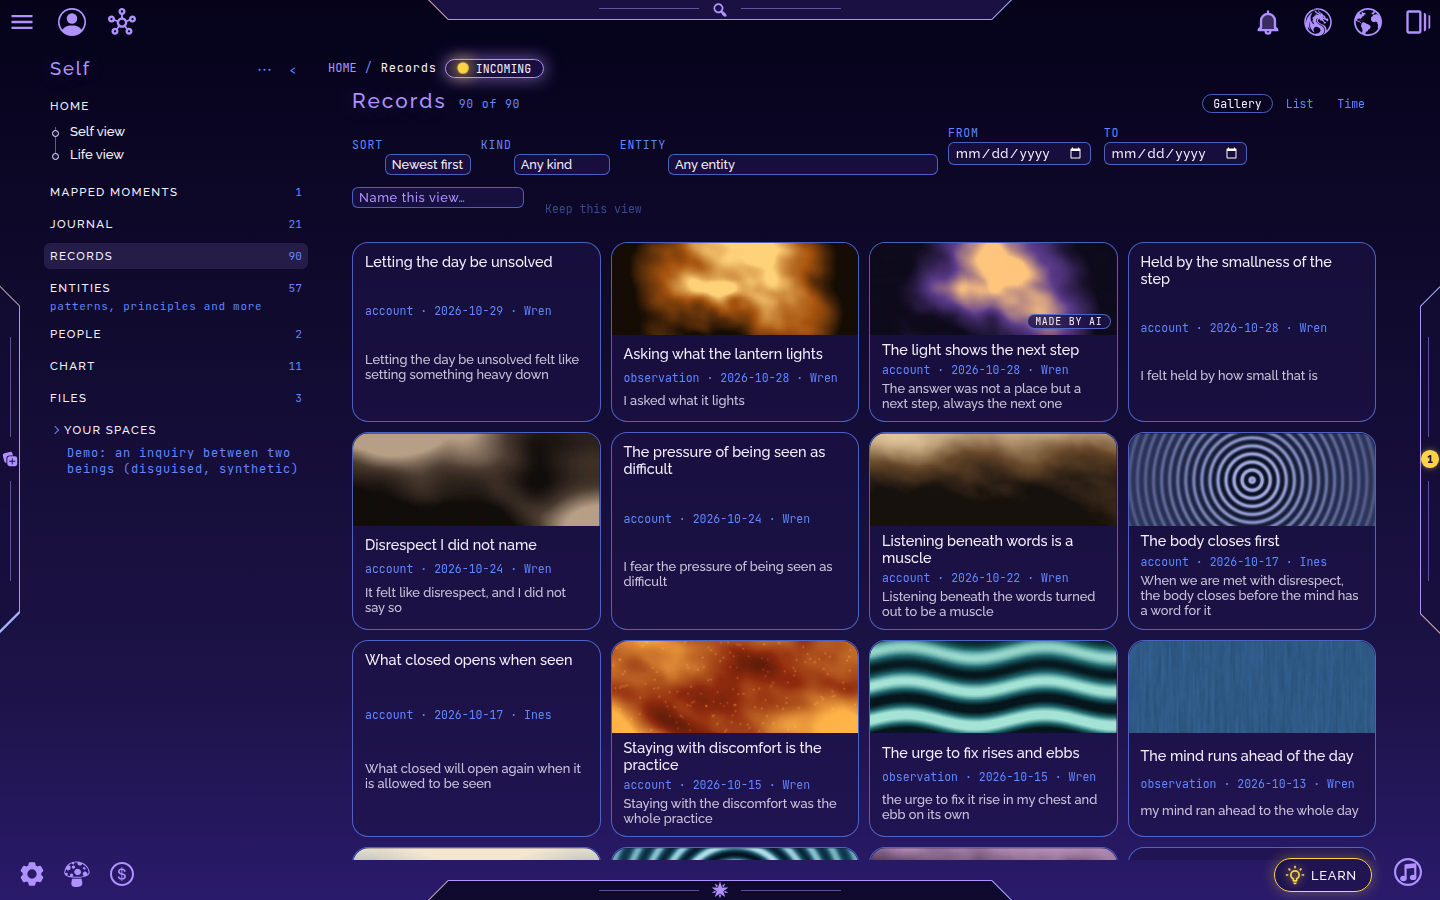 Self
...
<
HOME / Records
INCOMING
HOME
Self view
Life view
MAPPED MOMENTS 1
JOURNAL 21
RECORDS 90
ENTITIES 57
patterns, principles and more
PEOPLE 2
CHART 11
FILES 3
YOUR SPACES
Demo: an inquiry between two
beings (disguised, synthetic)
Records 90 of 90
Gallery List Time
SORT
Newest first
KIND
Any kind
ENTITY
Any entity
FROM
mm/dd/yyyy
TO
mm/dd/yyyy
Name this view…
Keep this view
Letting the day be unsolved
account · 2026-10-29 · Wren
Letting the day be unsolved felt like
setting something heavy down
Asking what the lantern lights
observation · 2026-10-28 · Wren
I asked what it lights
MADE BY AI
The light shows the next step
account · 2026-10-28 · Wren
The answer was not a place but a
next step, always the next one
Held by the smallness of the
step
account · 2026-10-28 · Wren
I felt held by how small that is
Disrespect I did not name
account · 2026-10-24 · Wren
It felt like disrespect, and I did not
say so
The pressure of being seen as
difficult
account · 2026-10-24 · Wren
I fear the pressure of being seen as
difficult
Listening beneath words is a
muscle
account · 2026-10-22 · Wren
Listening beneath the words turned
out to be a muscle
The body closes first
account · 2026-10-17 · Ines
When we are met with disrespect,
the body closes before the mind has
a word for it
What closed opens when seen
account · 2026-10-17 · Ines
What closed will open again when it
is allowed to be seen
Staying with discomfort is the
practice
account · 2026-10-15 · Wren
Staying with the discomfort was the
whole practice
The urge to fix rises and ebbs
observation · 2026-10-15 · Wren
the urge to fix it rise in my chest and
ebb on its own
The mind runs ahead of the day
observation · 2026-10-13 · Wren
my mind ran ahead to the whole day
1
$
LEARN